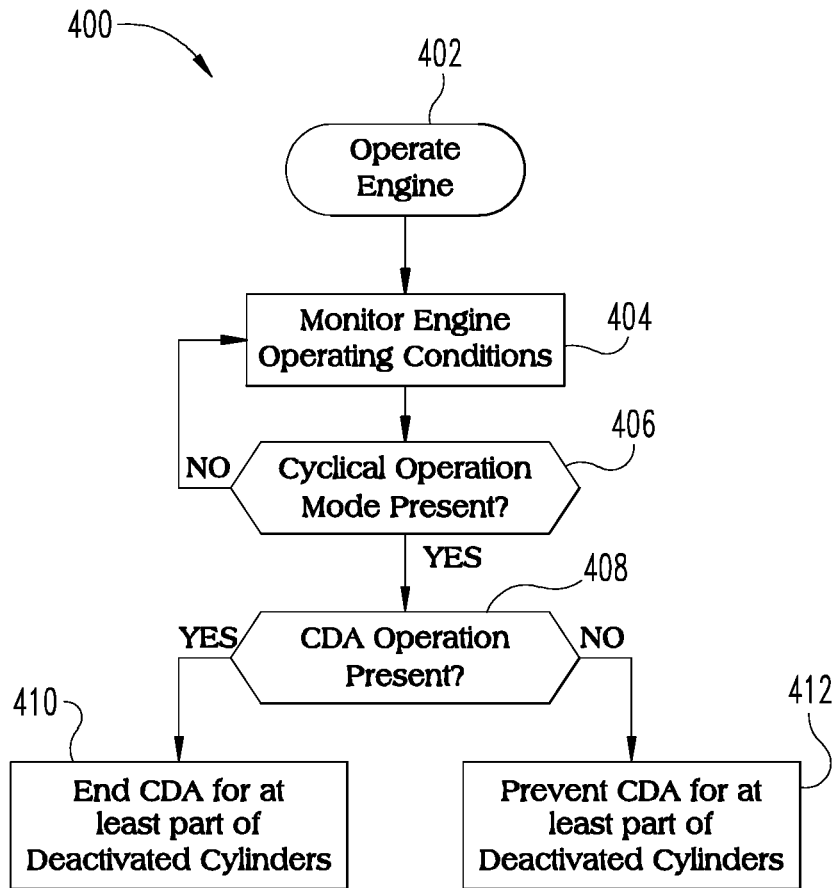 400
402
Operate
Engine
Monitor Engine
Operating Conditions
404
406
NO
Cyclical Operation
Mode Present?
YES
408
YES
CDA Operation
Present?
NO
410
412
End CDA for at
least part of
Deactivated Cylinders
Prevent CDA for at
least part of
Deactivated Cylinders